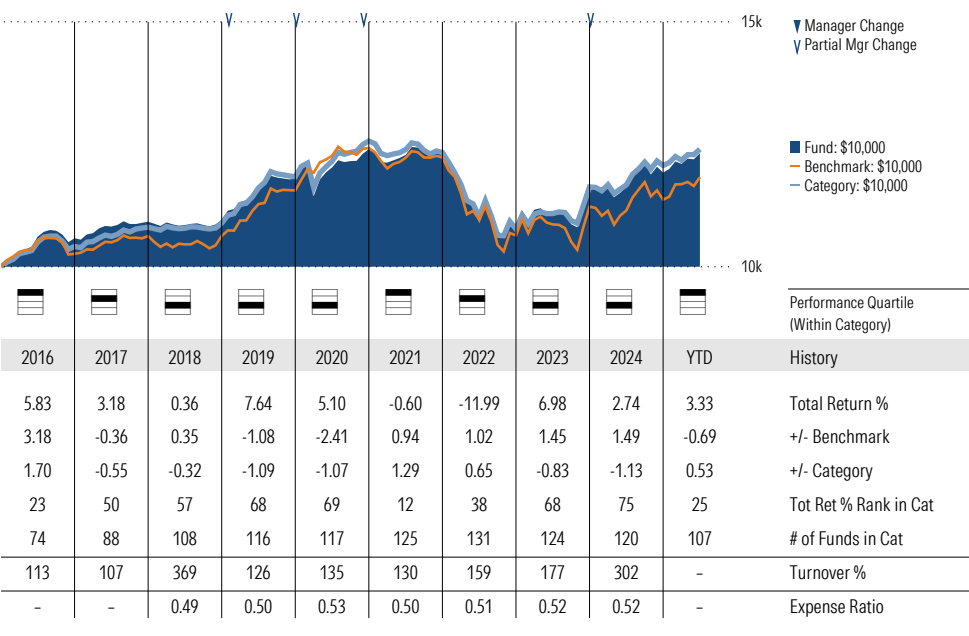 15k
Manager Change
Partial Mgr Change
Fund: $10,000
Benchmark: $10,000
Category: $10,000
10k
Performance Quartile
(Within Category)
2016 2017 2018 2019 2020 2021 2022 2023 2024 YTD History
5.83 3.18 0.36 7.64 5.10 -0.60 -11.99 6.98 2.74 3.33 Total Return %
3.18 -0.36 0.35 -1.08 -2.41 0.94 1.02 1.45 1.49 -0.69 +/- Benchmark
1.70 -0.55 -0.32 -1.09 -1.07 1.29 0.65 -0.83 -1.13 0.53 +/- Category
23 50 57 68 69 12 38 68 75 25 Tot Ret % Rank in Cat
74 88 108 116 117 125 131 124 120 107 # of Funds in Cat
113 107 369 126 135 130 159 177 302 – Turnover %
– – 0.49 0.50 0.53 0.50 0.51 0.52 0.52 – Expense Ratio